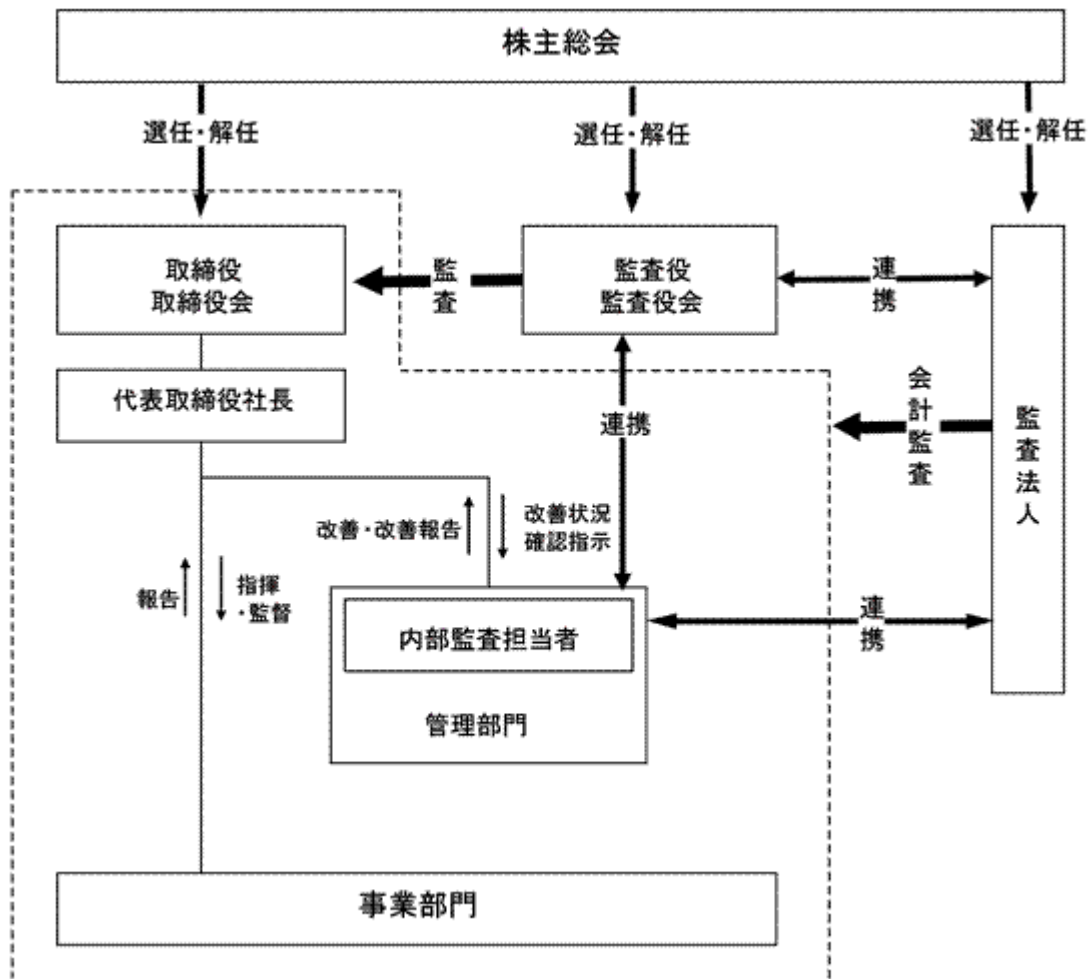 株主総会
選任・解任
選任・解任
選任・解任
取締役
取締役会
監査
監査役
監査役会
連携
代表取締役社長
連携
会計監査
監査法人
改善・改善報告
改善状況
確認指示
報告
指揮
・監督
内部監査担当者
連携
管理部門
事業部門